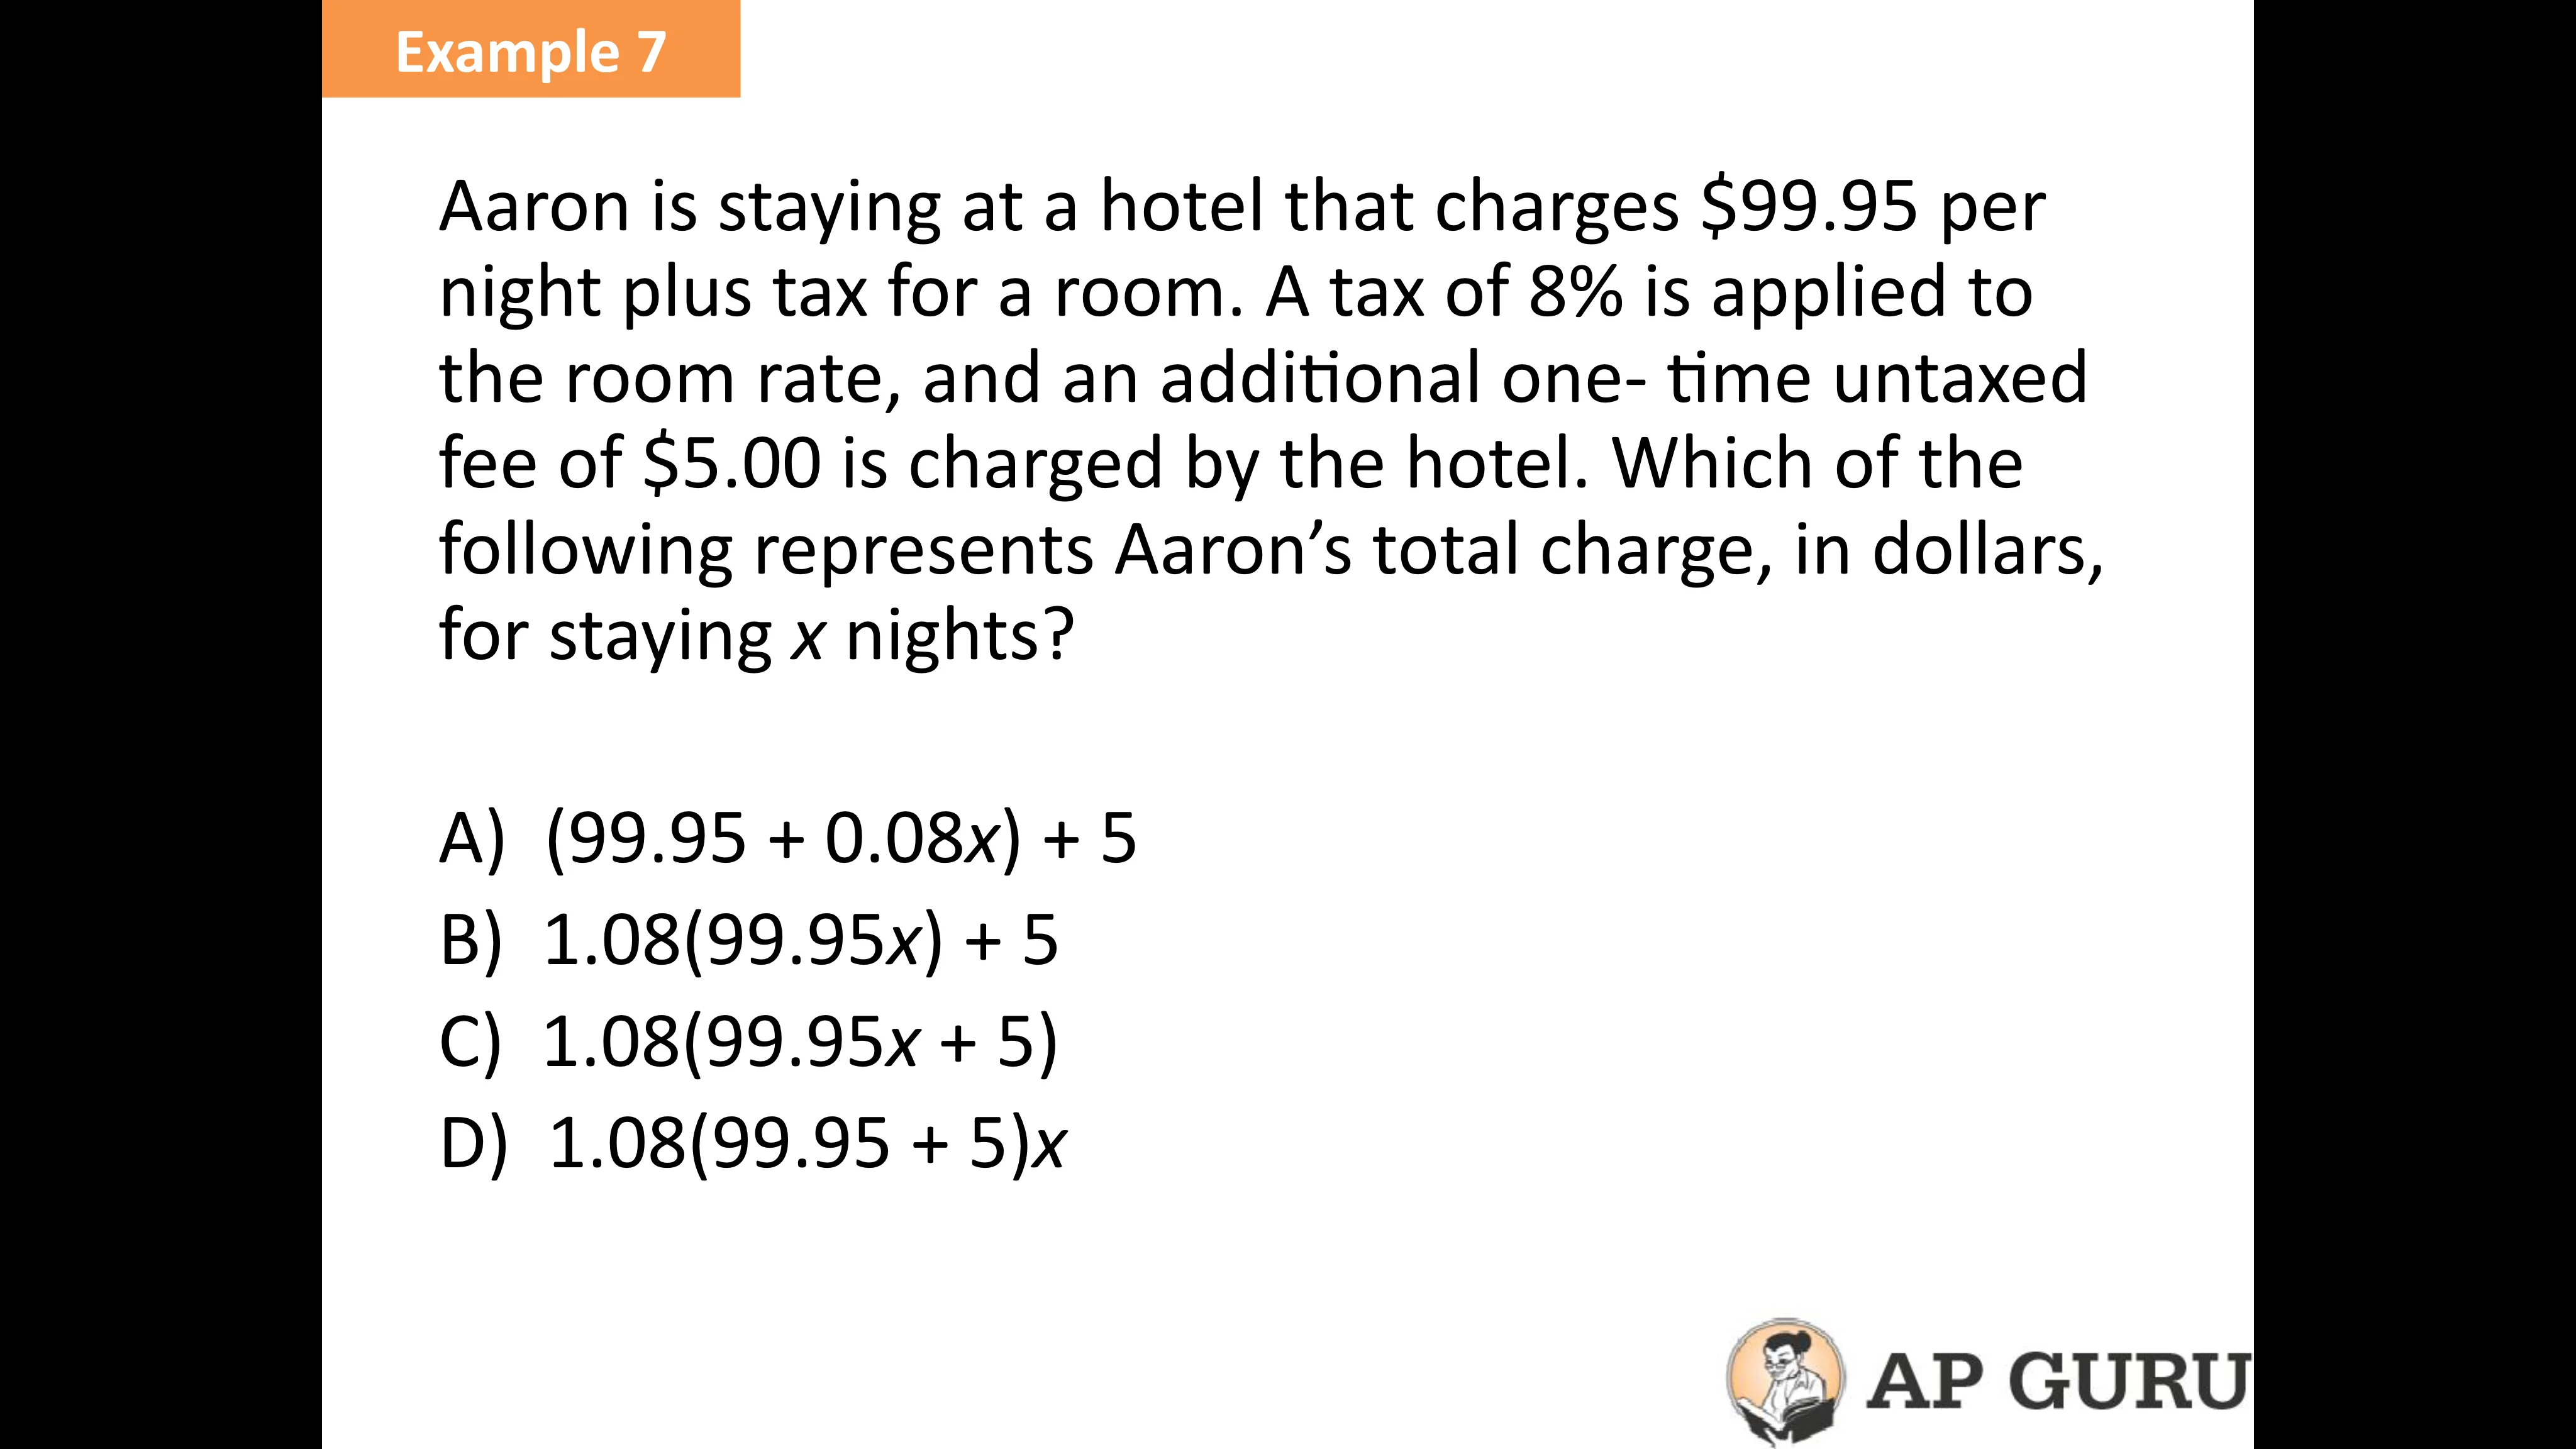 Example 7
Aaron is staying at a hotel that charges $99.95 per
night plus tax for a room. A tax of 8% is applied to
the room rate, and an additional one- time untaxed
fee of $5.00 is charged by the hotel. Which of the
following represents Aaron’s total charge, in dollars,
for staying x nights?
A) (99.95 + 0.08x) + 5
B) 1.08(99.95x) + 5
C) 1.08(99.95x + 5)
D) 1.08(99.95 + 5)x
AP GURU